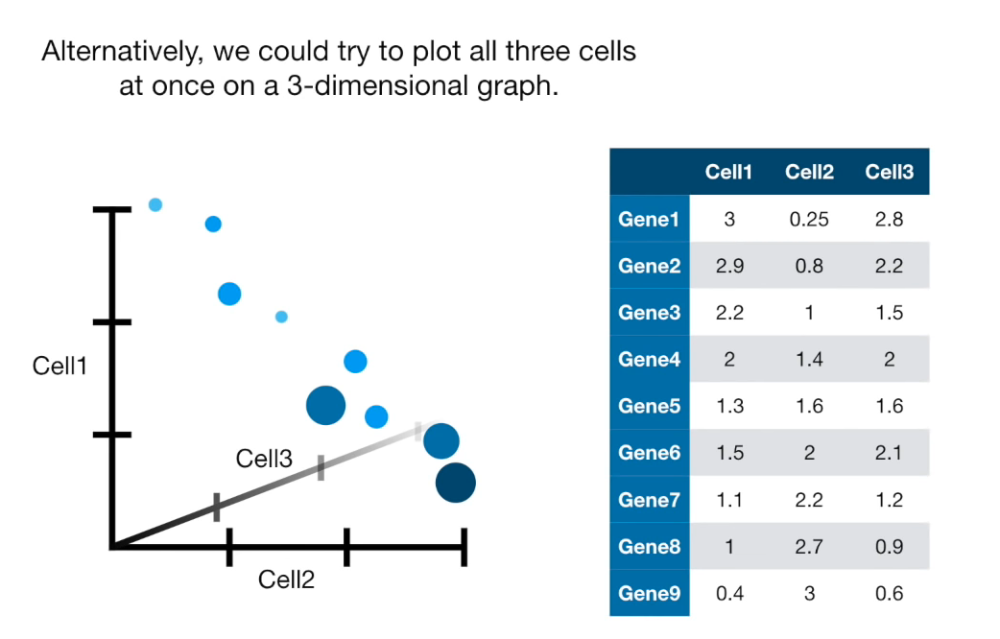 Alternatively, we could try to plot all three cells
at once on a 3-dimensional graph.
Cell1
Cell3
Cell2
Cell1 Cell2 Cell3
Gene1 3 0.25 2.8
Gene2 2.9 0.8 2.2
Gene3 2.2 1 1.5
Gene4 2 1.4 2
Gene5 1.3 1.6 1.6
Gene6 1.5 2 2.1
Gene7 1.1 2.2 1.2
Gene8 1 2.7 0.9
Gene9 0.4 3 0.6